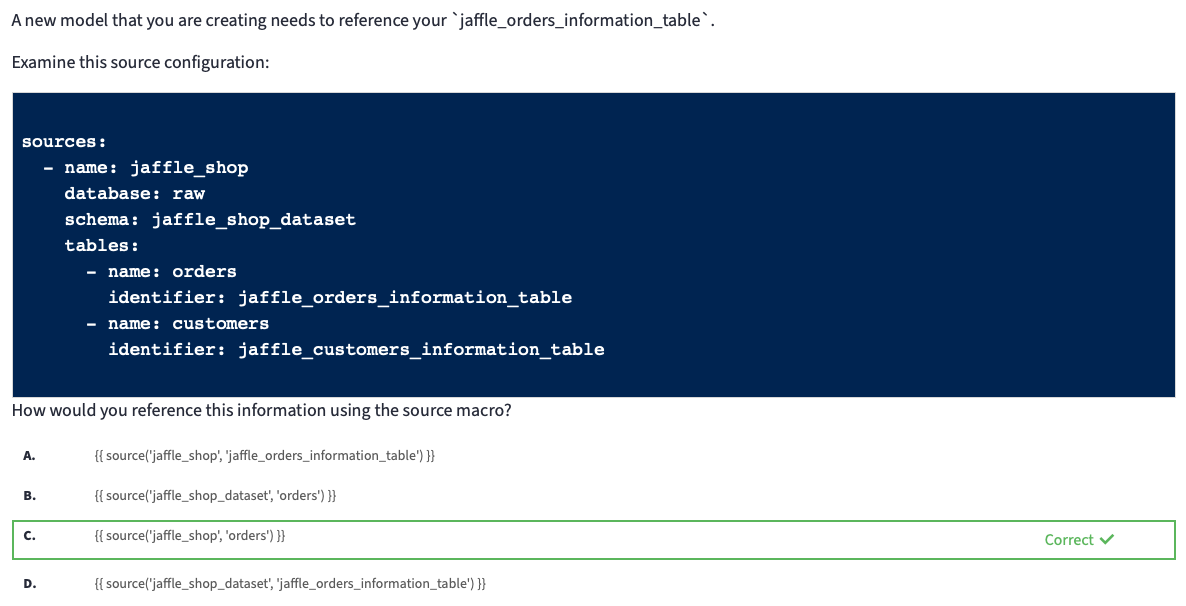 A new model that you are creating needs to reference your `jaffle_orders_information_table`.
Examine this source configuration:
sources:
  - name: jaffle_shop
    database: raw
    schema: jaffle_shop_dataset
    tables:
      - name: orders
        identifier: jaffle_orders_information_table
      - name: customers
        identifier: jaffle_customers_information_table
How would you reference this information using the source macro?
A. {{ source('jaffle_shop', 'jaffle_orders_information_table') }}
B. {{ source('jaffle_shop_dataset', 'orders') }}
C. {{ source('jaffle_shop', 'orders') }} Correct ✓
D. {{ source('jaffle_shop_dataset', 'jaffle_orders_information_table') }}